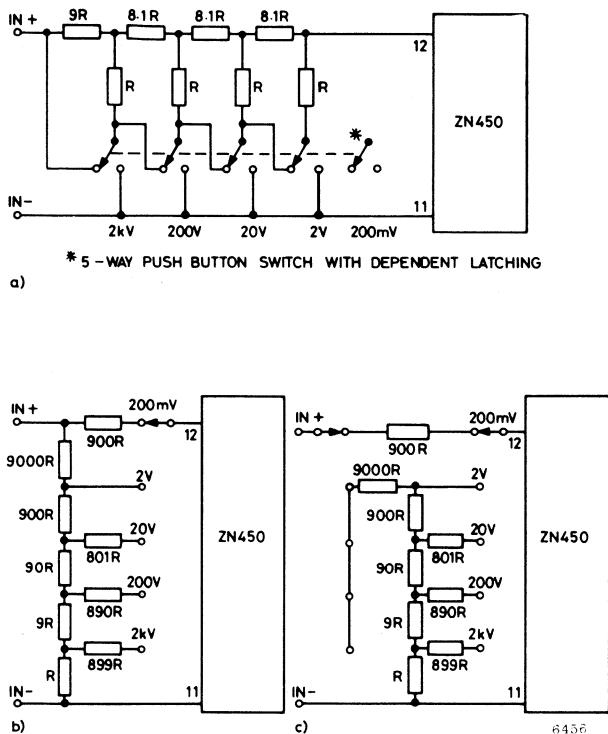 IN + 9R 8·1R 8·1R 8·1R 12
R R R R
*
ZN450
IN- 11
2kV 200V 20V 2V 200mV
* 5-WAY PUSH BUTTON SWITCH WITH DEPENDENT LATCHING
a)
IN+ 200mV
900R 12
9000R
2V
900R
20V
801R
90R
200V
890R
9R
2kV
899R
R
IN- 11
ZN450
b)
IN + 200mV
900R 12
9000R
2V
900R
20V
801R
90R
200V
890R
9R
2kV
899R
R
IN- 11
ZN450
c)
6456